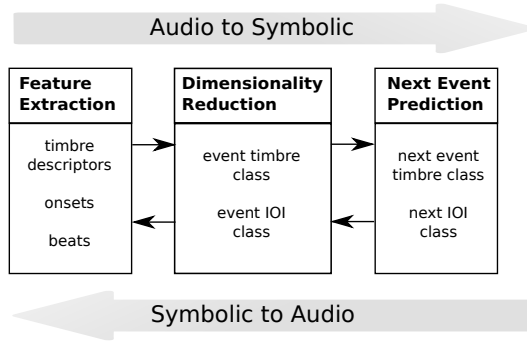 Audio to Symbolic
Feature
Extraction
timbre
descriptors
onsets
beats
Dimensionality
Reduction
event timbre
class
event IOI
class
Next Event
Prediction
next event
timbre class
next IOI
class
Symbolic to Audio